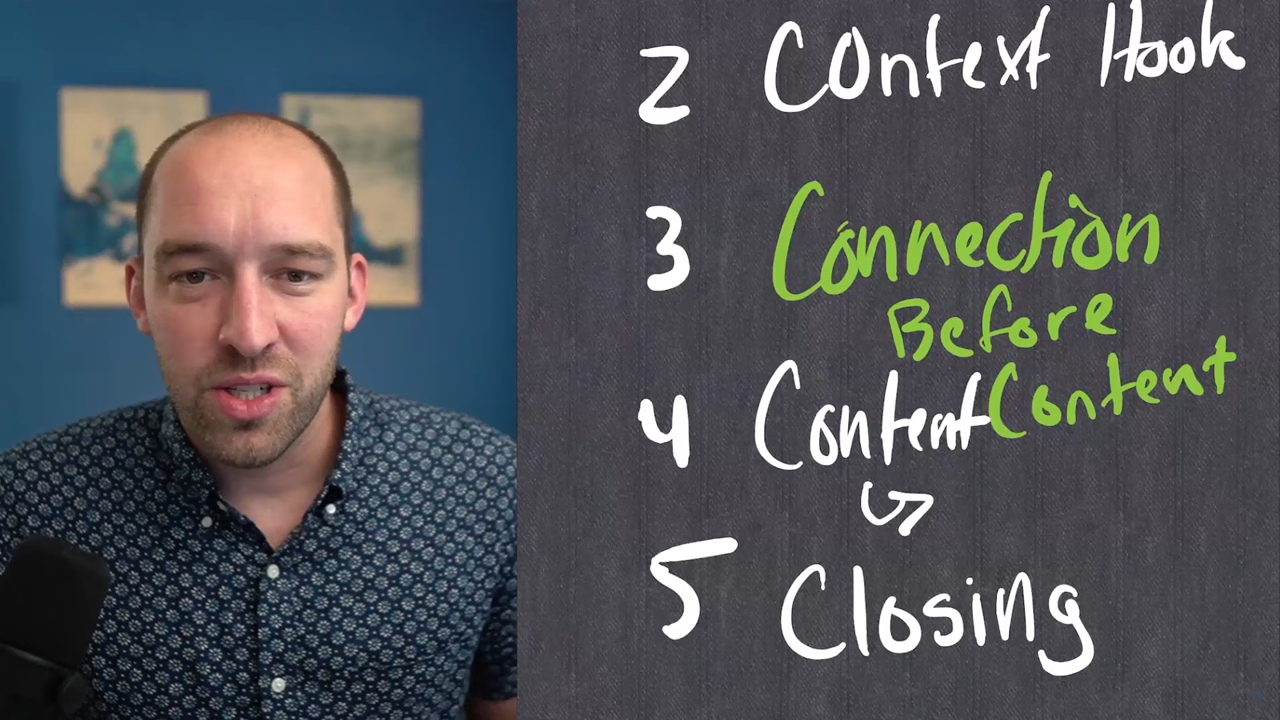 2 Context Hook
3 Connection
Before
4 Content Content
5 Closing